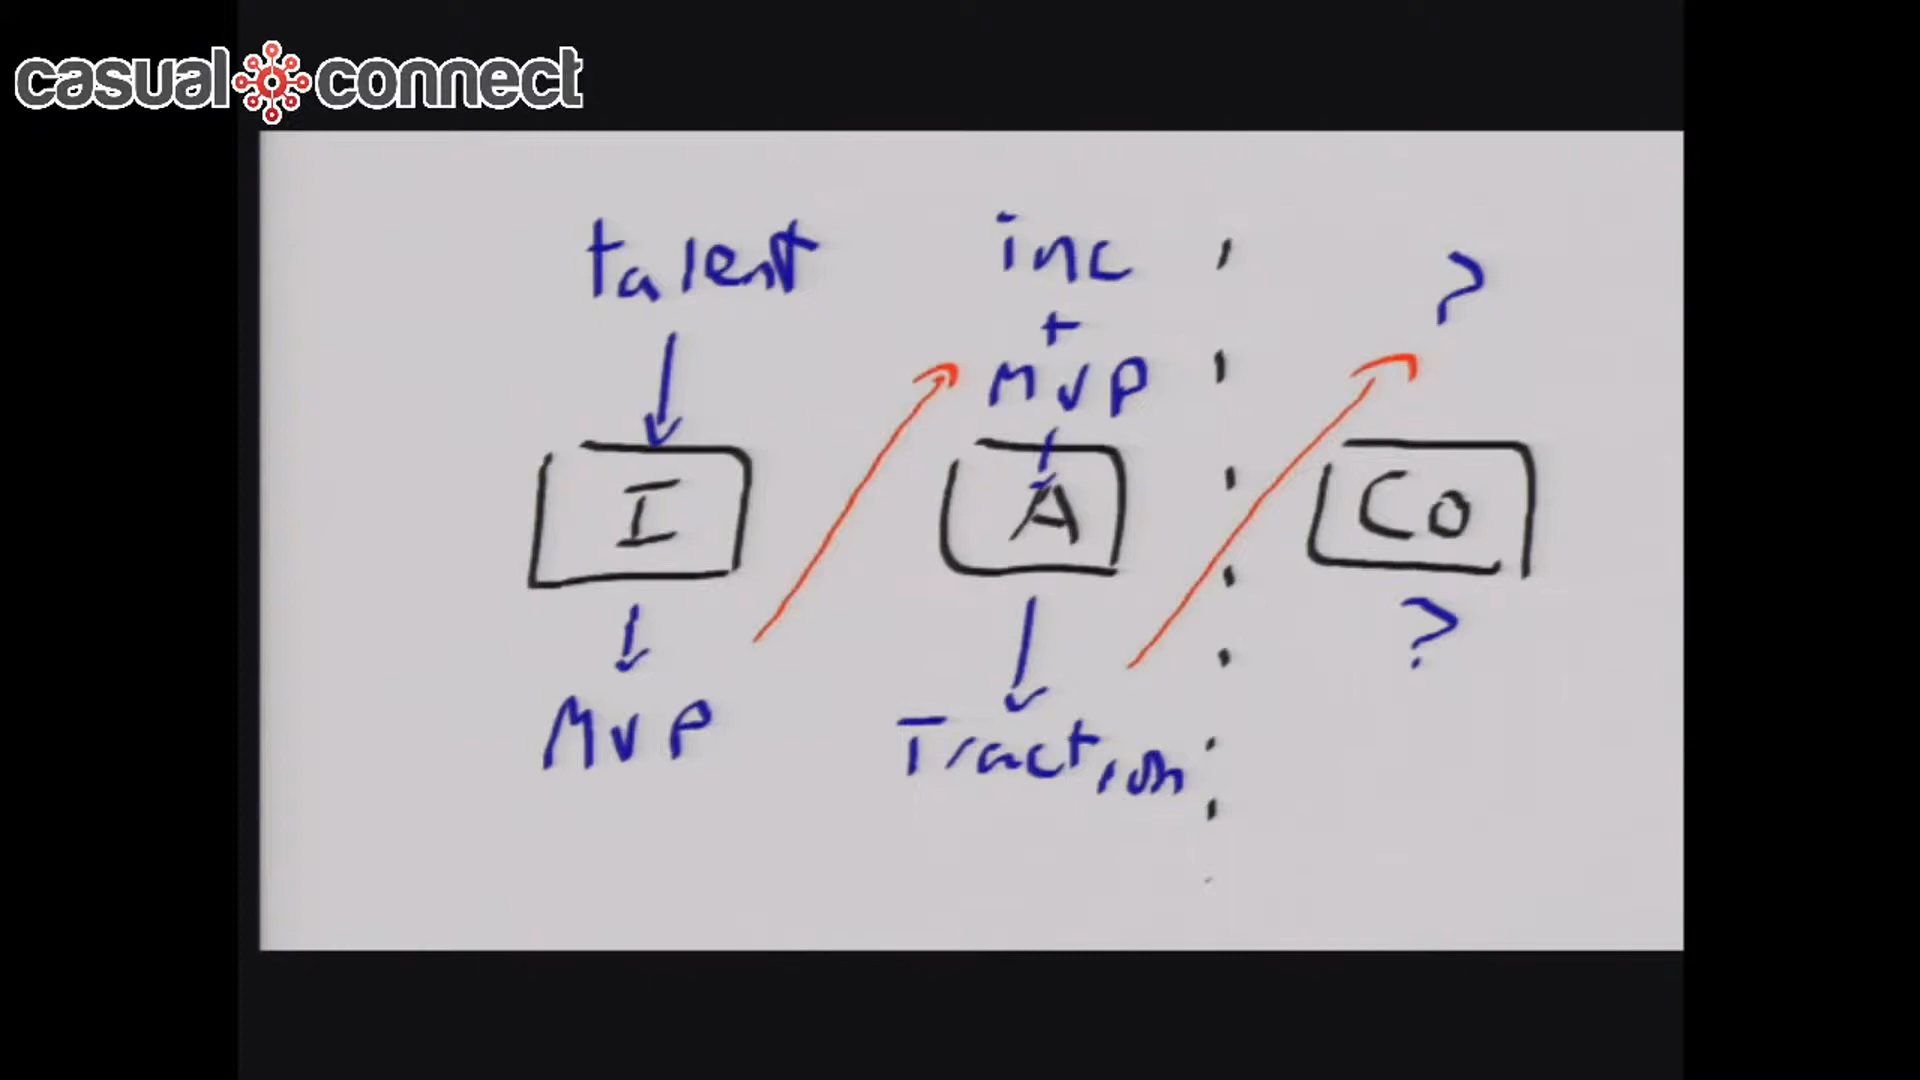 casual connect
talent
inc
+
MVP
?
I
A
Co
?
MVP
Traction